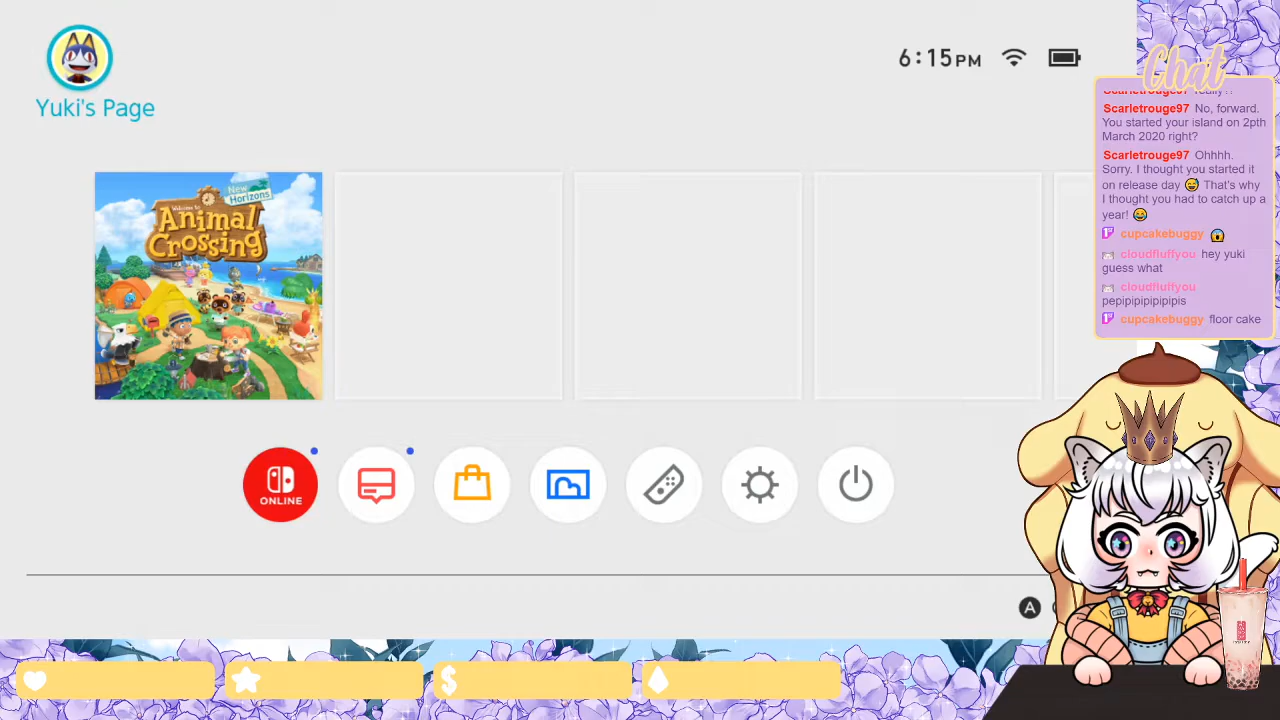 Yuki's Page
6:15PM
Chat
Scarletrouge97 really?!
Scarletrouge97 No, forward.
You started your island on 2pth
March 2020 right?
Scarletrouge97 Ohhhh.
Sorry. I thought you started it
on release day 😅 That's why
I thought you had to catch up a
year! 😂
cupcakebuggy 😱
cloudfluffyou hey yuki
guess what
cloudfluffyou
pepipipipipipis
cupcakebuggy floor cake
New
Horizons
Welcome to
Animal
Crossing
ONLINE
A
$